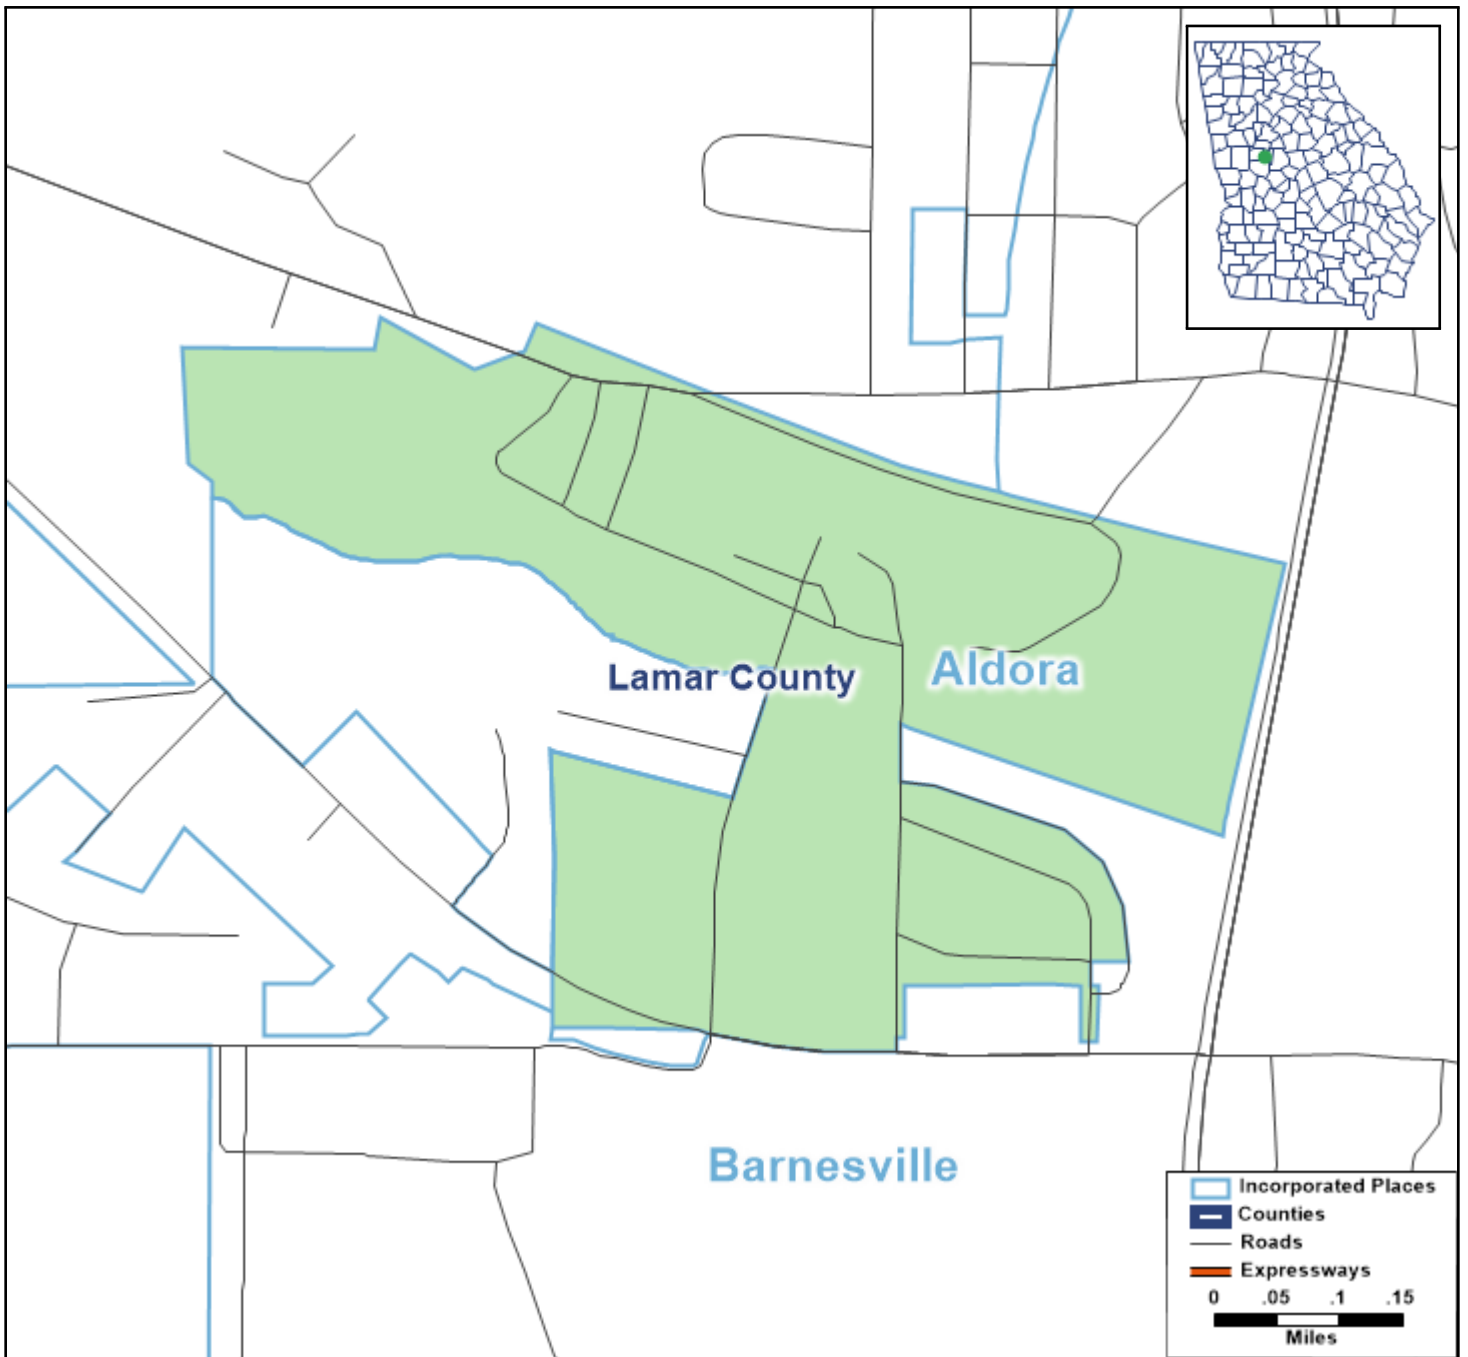 Lamar County
Aldora
Barnesville
Incorporated Places
Counties
Roads
Expressways
0 .05 .1 .15
Miles